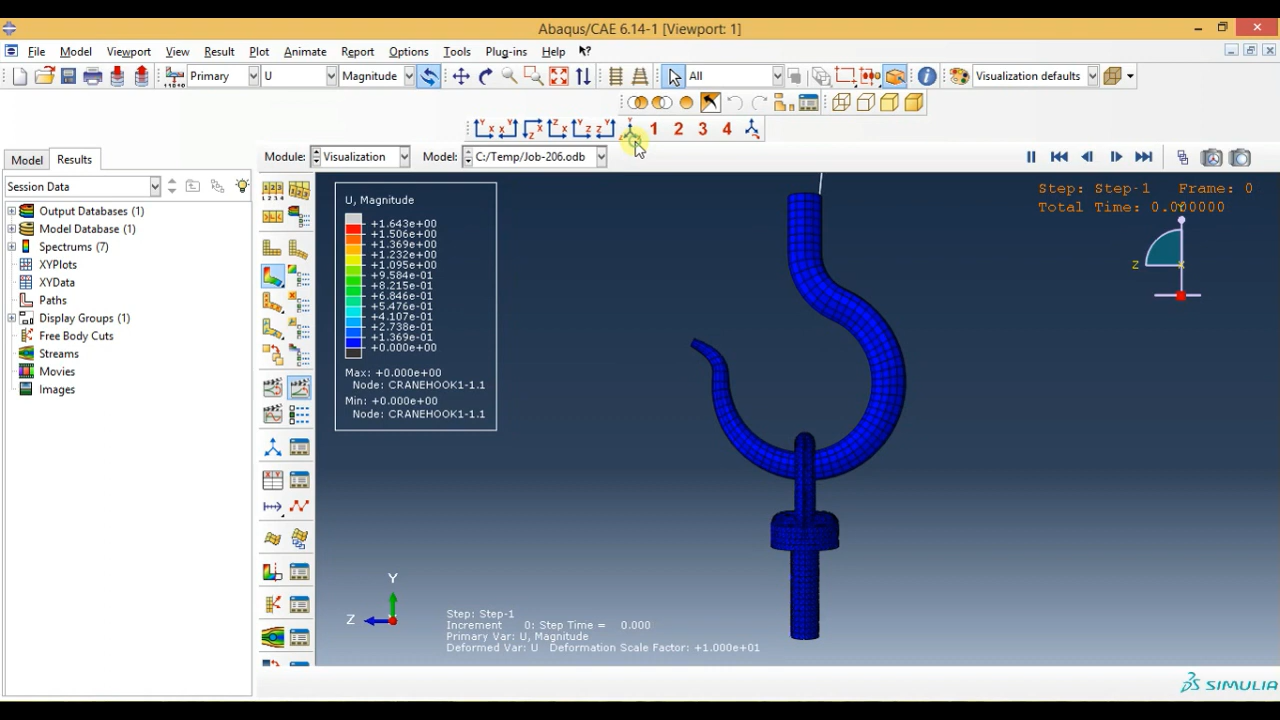 Abaqus/CAE 6.14-1 [Viewport: 1]
File Model Viewport View Result Plot Animate Report Options Tools Plug-ins Help
Primary U Magnitude All Visualization defaults
1 2 3 4
Model Results Module: Visualization Model: C:/Temp/Job-206.odb
Session Data
Output Databases (1)
Model Database (1)
Spectrums (7)
XYPlots
XYData
Paths
Display Groups (1)
Free Body Cuts
Streams
Movies
Images
U, Magnitude
+1.643e+00
+1.506e+00
+1.369e+00
+1.232e+00
+1.095e+00
+9.584e-01
+8.215e-01
+6.846e-01
+5.476e-01
+4.107e-01
+2.738e-01
+1.369e-01
+0.000e+00
Max: +0.000e+00
Node: CRANEHOOK1-1.1
Min: +0.000e+00
Node: CRANEHOOK1-1.1
Step: Step-1 Frame: 0
Total Time: 0.000000
Y
Z X
Y
Z
Step: Step-1
Increment 0: Step Time = 0.000
Primary Var: U, Magnitude
Deformed Var: U Deformation Scale Factor: +1.000e+01
SIMULIA